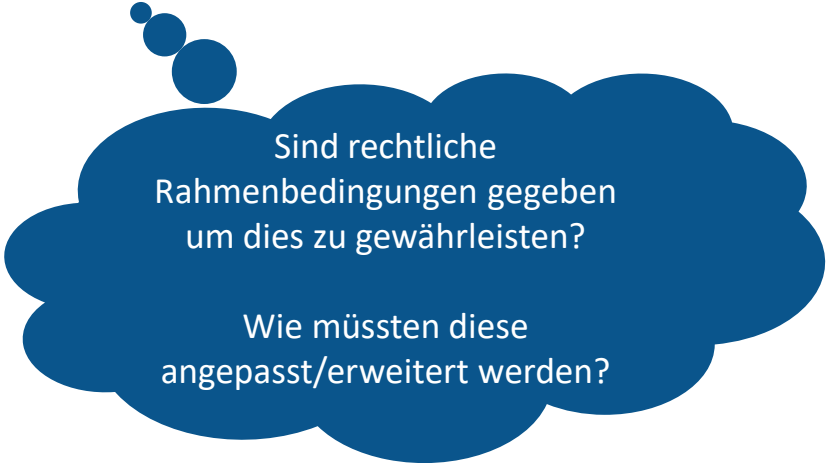 Sind rechtliche
Rahmenbedingungen gegeben
um dies zu gewährleisten?
Wie müssten diese
angepasst/erweitert werden?